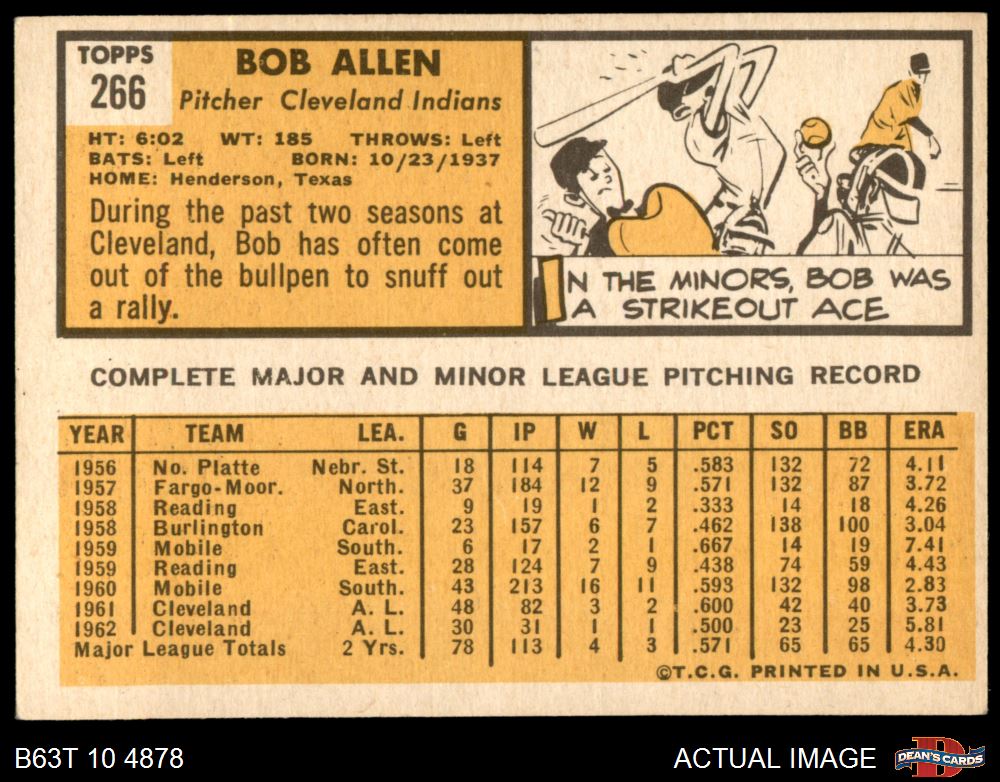 TOPPS
266
BOB ALLEN
Pitcher Cleveland Indians
HT: 6:02 WT: 185 THROWS: Left
BATS: Left BORN: 10/23/1937
HOME: Henderson, Texas
During the past two seasons at
Cleveland, Bob has often come
out of the bullpen to snuff out
a rally.
IN THE MINORS, BOB WAS
A STRIKEOUT ACE
COMPLETE MAJOR AND MINOR LEAGUE PITCHING RECORD
YEAR TEAM LEA. G IP W L PCT SO BB ERA
1956 No. Platte Nebr. St. 18 114 7 5 .583 132 72 4.11
1957 Fargo-Moor. North. 37 184 12 9 .571 132 87 3.72
1958 Reading East. 9 19 1 2 .333 14 18 4.26
1958 Burlington Carol. 23 157 6 7 .462 138 100 3.04
1959 Mobile South. 6 17 2 1 .667 14 19 7.41
1959 Reading East. 28 124 7 9 .438 74 59 4.43
1960 Mobile South. 43 213 16 11 .593 132 98 2.83
1961 Cleveland A. L. 48 82 3 2 .600 42 40 3.73
1962 Cleveland A. L. 30 31 1 1 .500 23 25 5.81
Major League Totals 2 Yrs. 78 113 4 3 .571 65 65 4.30
©T.C.G. PRINTED IN U.S.A.
B63T 10 4878
ACTUAL IMAGE
D
DEAN'S CARDS